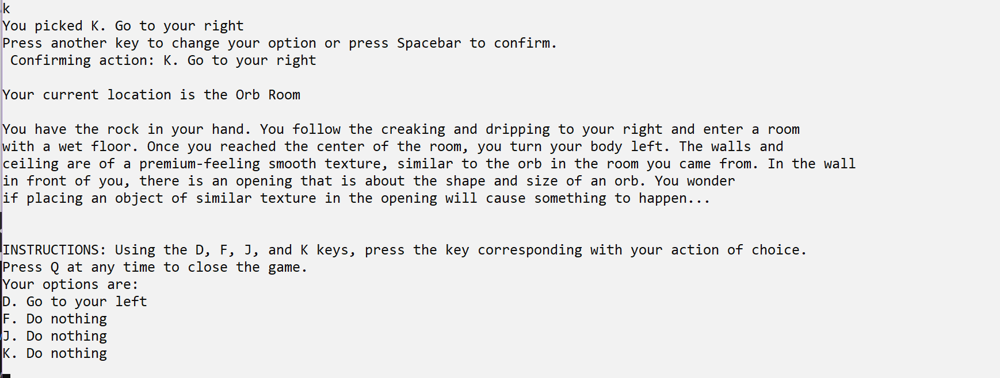 k
You picked K. Go to your right
Press another key to change your option or press Spacebar to confirm.
Confirming action: K. Go to your right
Your current location is the Orb Room
You have the rock in your hand. You follow the creaking and dripping to your right and enter a room
with a wet floor. Once you reached the center of the room, you turn your body left. The walls and
ceiling are of a premium-feeling smooth texture, similar to the orb in the room you came from. In the wall
in front of you, there is an opening that is about the shape and size of an orb. You wonder
if placing an object of similar texture in the opening will cause something to happen...
INSTRUCTIONS: Using the D, F, J, and K keys, press the key corresponding with your action of choice.
Press Q at any time to close the game.
Your options are:
D. Go to your left
F. Do nothing
J. Do nothing
K. Do nothing